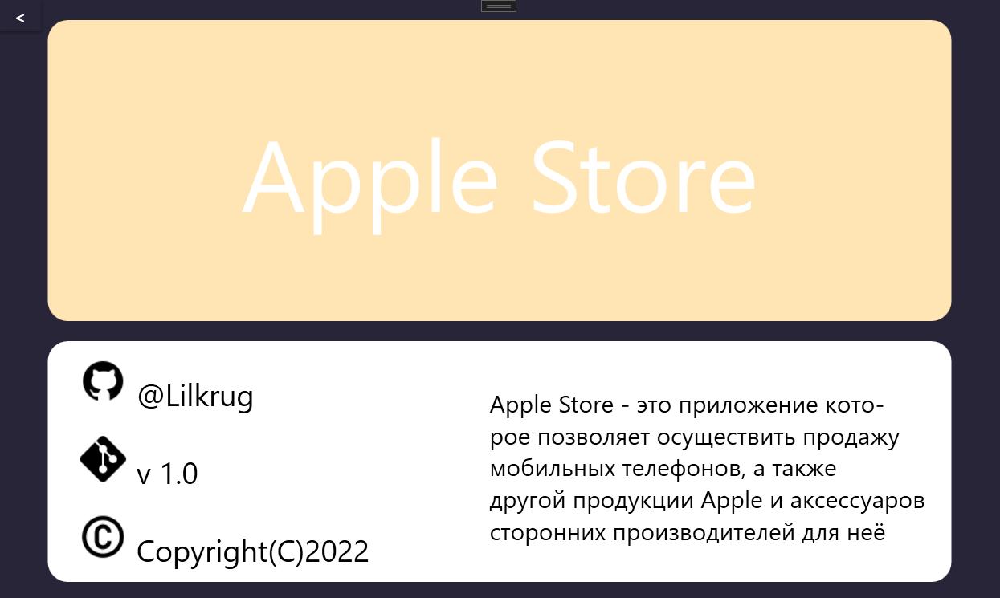 <
Apple Store
@Lilkrug
v 1.0
Copyright(C)2022
Apple Store - это приложение кото-
рое позволяет осуществить продажу
мобильных телефонов, а также
другой продукции Apple и аксессуаров
сторонних производителей для неё